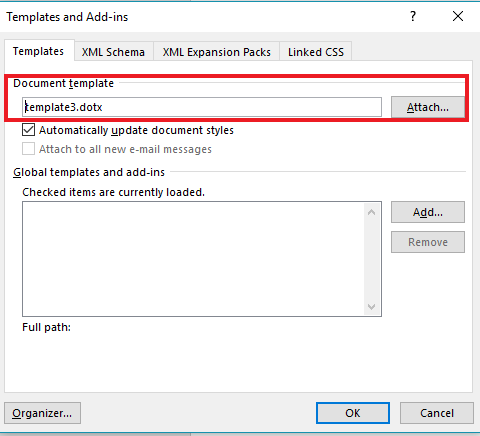 Templates and Add-ins ?
Templates XML Schema XML Expansion Packs Linked CSS
Document template
template3.dotx Attach...
Automatically update document styles
Attach to all new e-mail messages
Global templates and add-ins
Checked items are currently loaded.
Add...
Remove
Full path:
Organizer... OK Cancel